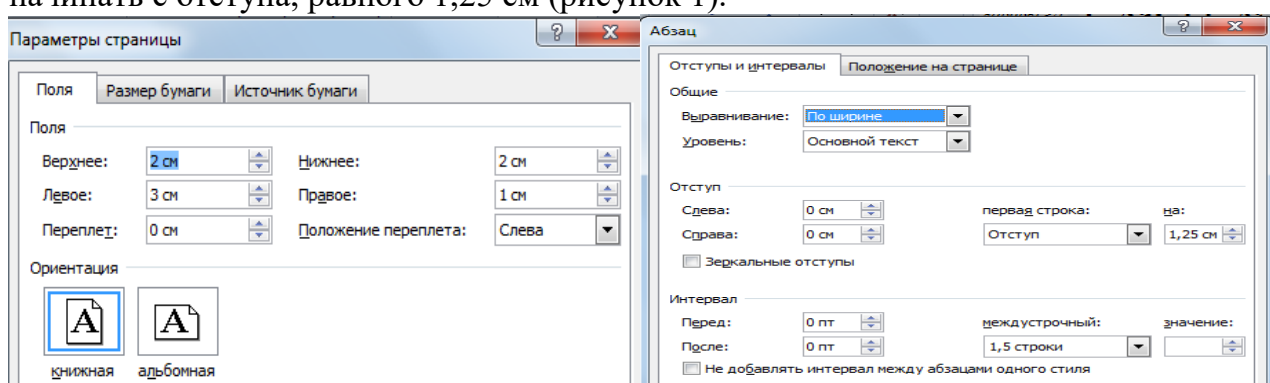 начинать с отступа, равного 1,25 см (рисунок 1).
Параметры страницы
Поля Размер бумаги Источник бумаги
Поля
Верхнее: 2 см Нижнее: 2 см
Левое: 3 см Правое: 1 см
Переплет: 0 см Положение переплета: Слева
Ориентация
А А
книжная альбомная
Абзац
Отступы и интервалы Положение на странице
Общие
Выравнивание: По ширине
Уровень: Основной текст
Отступ
Слева: 0 см первая строка: на:
Справа: 0 см Отступ 1,25 см
Зеркальные отступы
Интервал
Перед: 0 пт междустрочный: значение:
После: 0 пт 1,5 строки
Не добавлять интервал между абзацами одного стиля